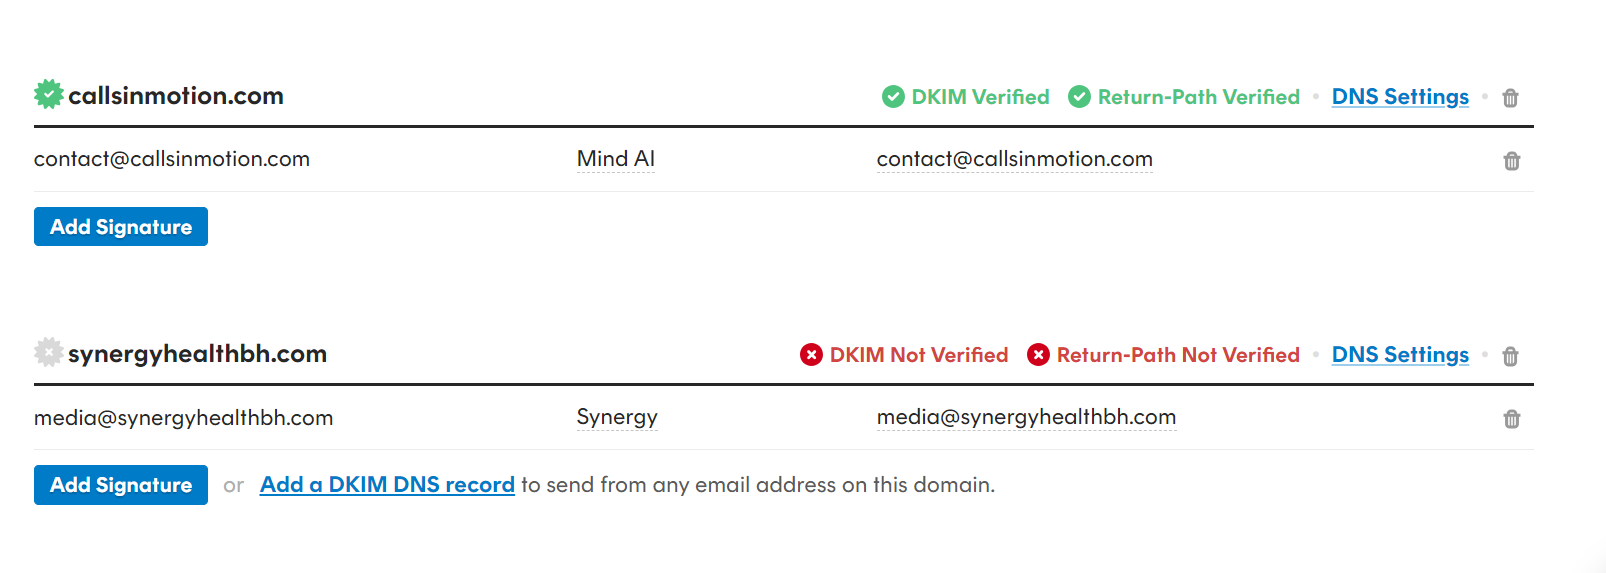 callsinmotion.com DKIM Verified Return-Path Verified • DNS Settings •
contact@callsinmotion.com Mind AI contact@callsinmotion.com
Add Signature
synergyhealthbh.com DKIM Not Verified Return-Path Not Verified • DNS Settings •
media@synergyhealthbh.com Synergy media@synergyhealthbh.com
Add Signature or Add a DKIM DNS record to send from any email address on this domain.